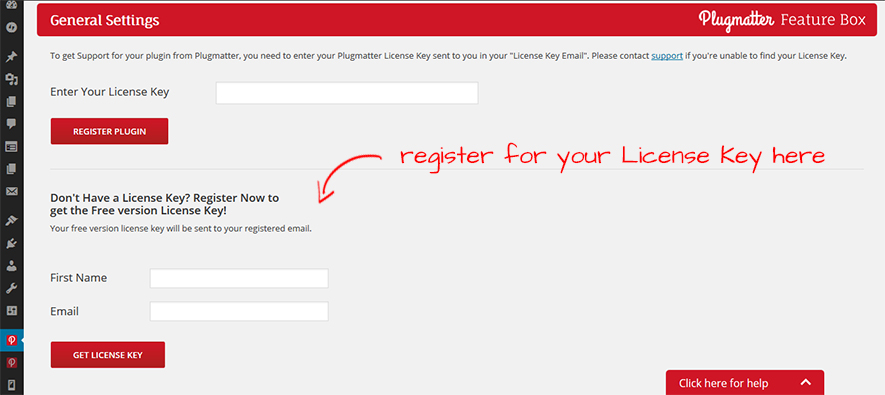 General Settings
Plugmatter Feature Box
To get Support for your plugin from Plugmatter, you need to enter your Plugmatter License Key sent to you in your "License Key Email". Please contact support if you're unable to find your License Key.
Enter Your License Key
REGISTER PLUGIN
register for your License Key here
Don't Have a License Key? Register Now to
get the Free version License Key!
Your free version license key will be sent to your registered email.
First Name
Email
GET LICENSE KEY
Click here for help